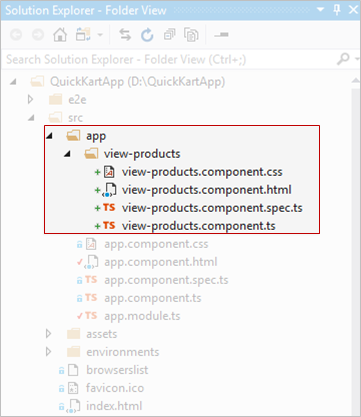 Solution Explorer - Folder View
Search Solution Explorer - Folder View (Ctrl+;)
QuickKartApp (D:\QuickKartApp)
e2e
src
app
view-products
view-products.component.css
view-products.component.html
TS view-products.component.spec.ts
TS view-products.component.ts
app.component.css
app.component.html
TS app.component.spec.ts
TS app.component.ts
TS app.module.ts
assets
environments
browserslist
favicon.ico
index.html